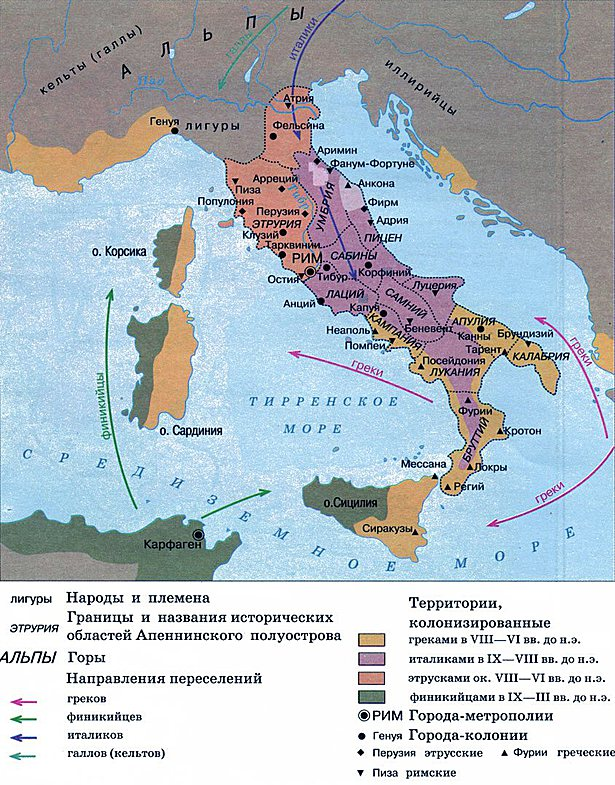 АЛЬПЫ
кельты (галлы)
галлы
италики
иллирийцы
Пад
Атрия
Генуя
ЛИГУРЫ
Фельсина
Аримин
Фанум-Фортуне
Арреций
Пиза
Анкона
Популония
Тибр
УМБРИЯ
Фирм
Перузия
ЭТРУРИЯ
Адрия
Клузий
ПИЦЕН
Тарквинии
о. Корсика
РИМ
САБИНЫ
Остия
Тибур
Корфиний
Луцерия
Анций
ЛАЦИЙ
САМНИЙ
Капуя
КАМПАНИЯ
Беневент
АПУЛИЯ
Неаполь
Канны
Брундизий
Помпеи
Тарент
КАЛАБРИЯ
Посейдония
ЛУКАНИЯ
греки
греки
финикийцы
ТИРРЕНСКОЕ
МОРЕ
Фурии
о. Сардиния
Кротон
БРУТТИЙ
Мессана
Локры
Регий
греки
о.Сицилия
Сиракузы
Карфаген
СРЕДИЗЕМНОЕ МОРЕ
ЛИГУРЫ Народы и племена
ЭТРУРИЯ Границы и названия исторических
областей Апеннинского полуострова
АЛЬПЫ Горы
Направления переселений
греков
финикийцев
италиков
галлов (кельтов)
Территории,
колонизированные
греками в VIII—VI вв. до н.э.
италиками в IX—VIII вв. до н.э.
этрусками ок. VIII—VI вв. до н.э.
финикийцами в IX—III вв. до н.э.
РИМ Города-метрополии
Генуя Города-колонии
Перузия этрусские
Фурии греческие
Пиза римские